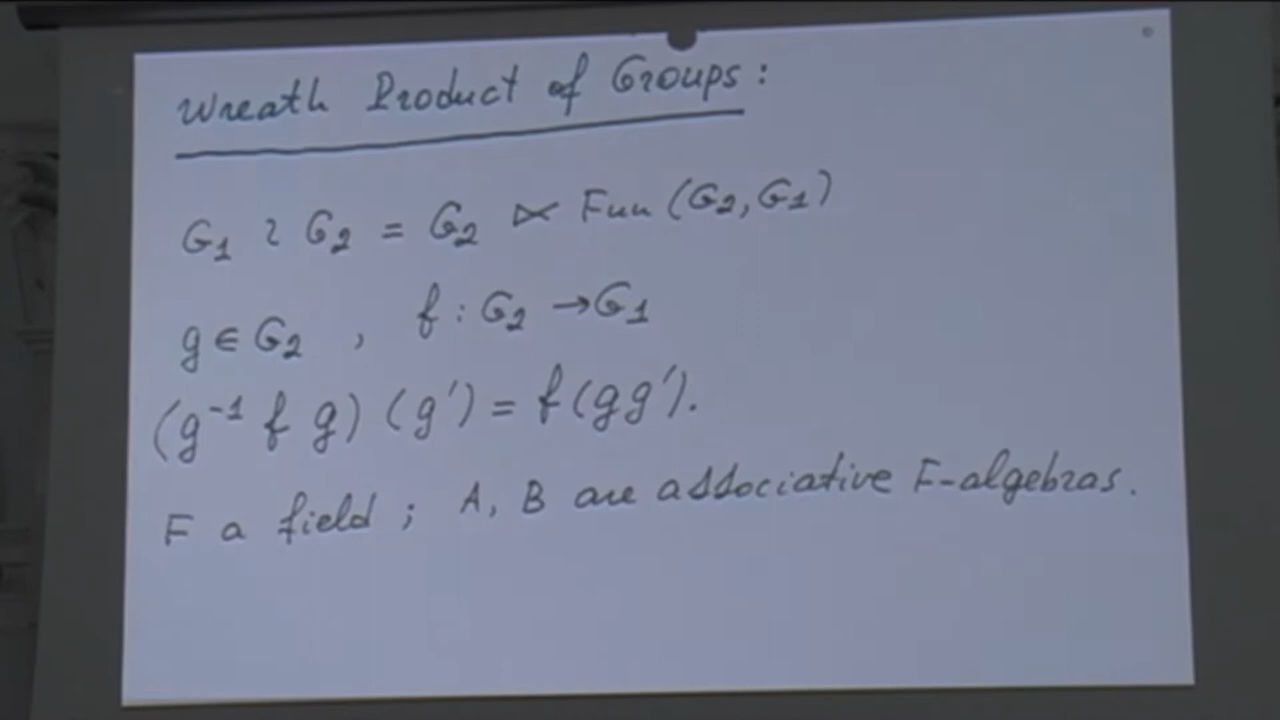 Wreath Product of Groups:
G₁ ≀ G₂ = G₂ ⋉ Fun (G₂, G₁)
g ∈ G₂ , f : G₂ → G₁
(g⁻¹ f g) (g′) = f(gg′).
F a field ; A, B are associative F-algebras.